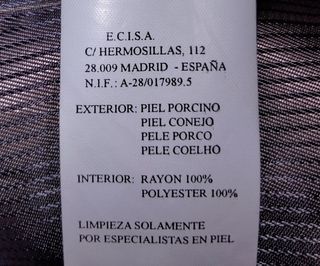 E.C.I.S.A.
C/ HERMOSILLAS, 112
28.009 MADRID - ESPAÑA
N.I.F.: A-28/017989.5
EXTERIOR: PIEL PORCINO
PIEL CONEJO
PELE PORCO
PELE COELHO
INTERIOR: RAYON 100%
POLYESTER 100%
LIMPIEZA SOLAMENTE
POR ESPECIALISTAS EN PIEL